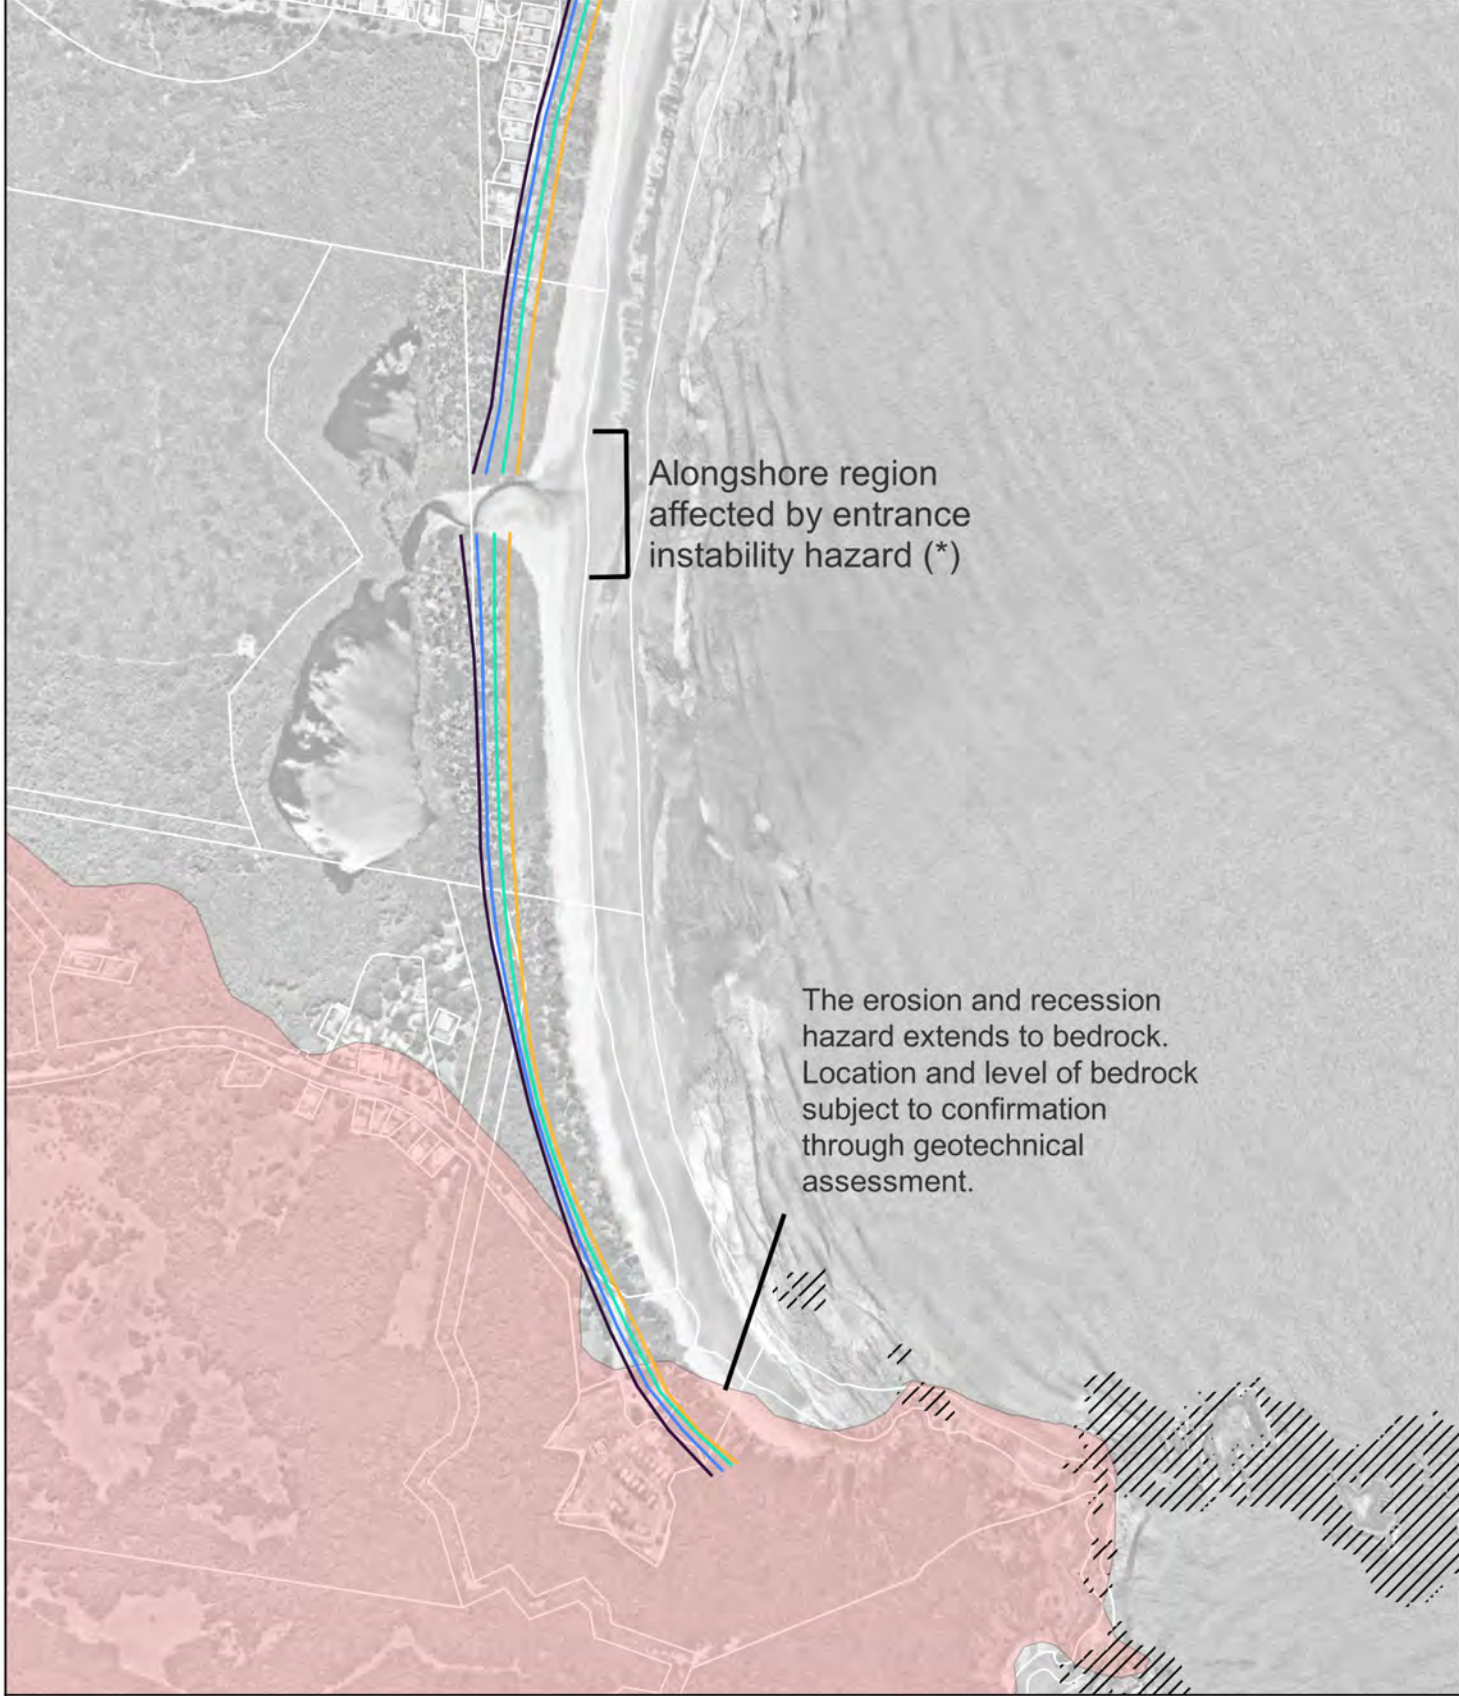 Alongshore region
affected by entrance
instability hazard (*)
The erosion and recession
hazard extends to bedrock.
Location and level of bedrock
subject to confirmation
through geotechnical
assessment.